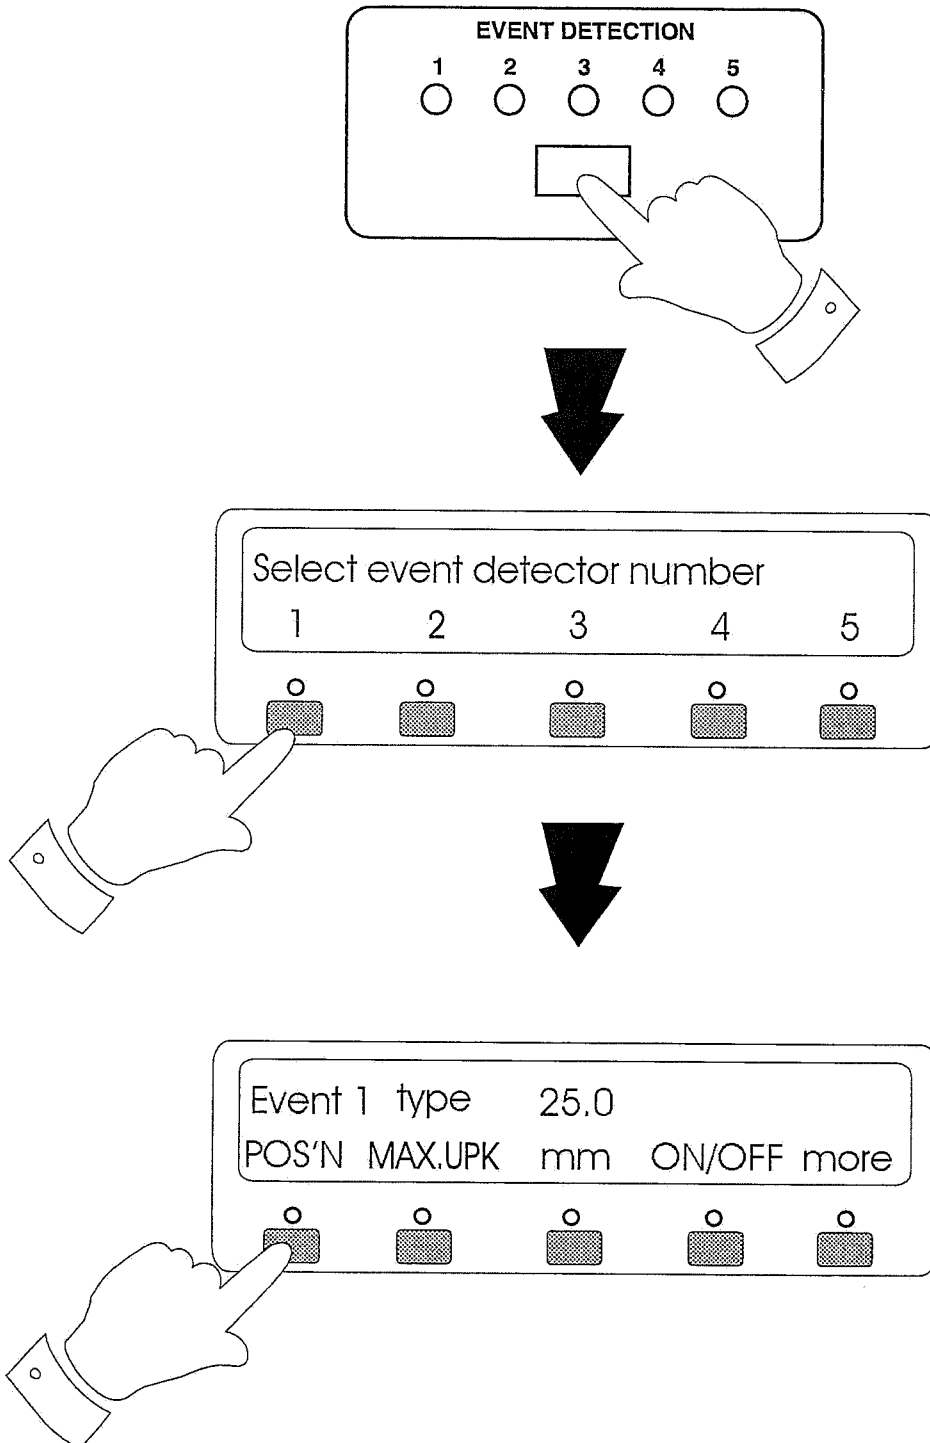 EVENT DETECTION
1 2 3 4 5
Select event detector number
1 2 3 4 5
Event 1 type 25.0
POS'N MAX.UPK mm ON/OFF more